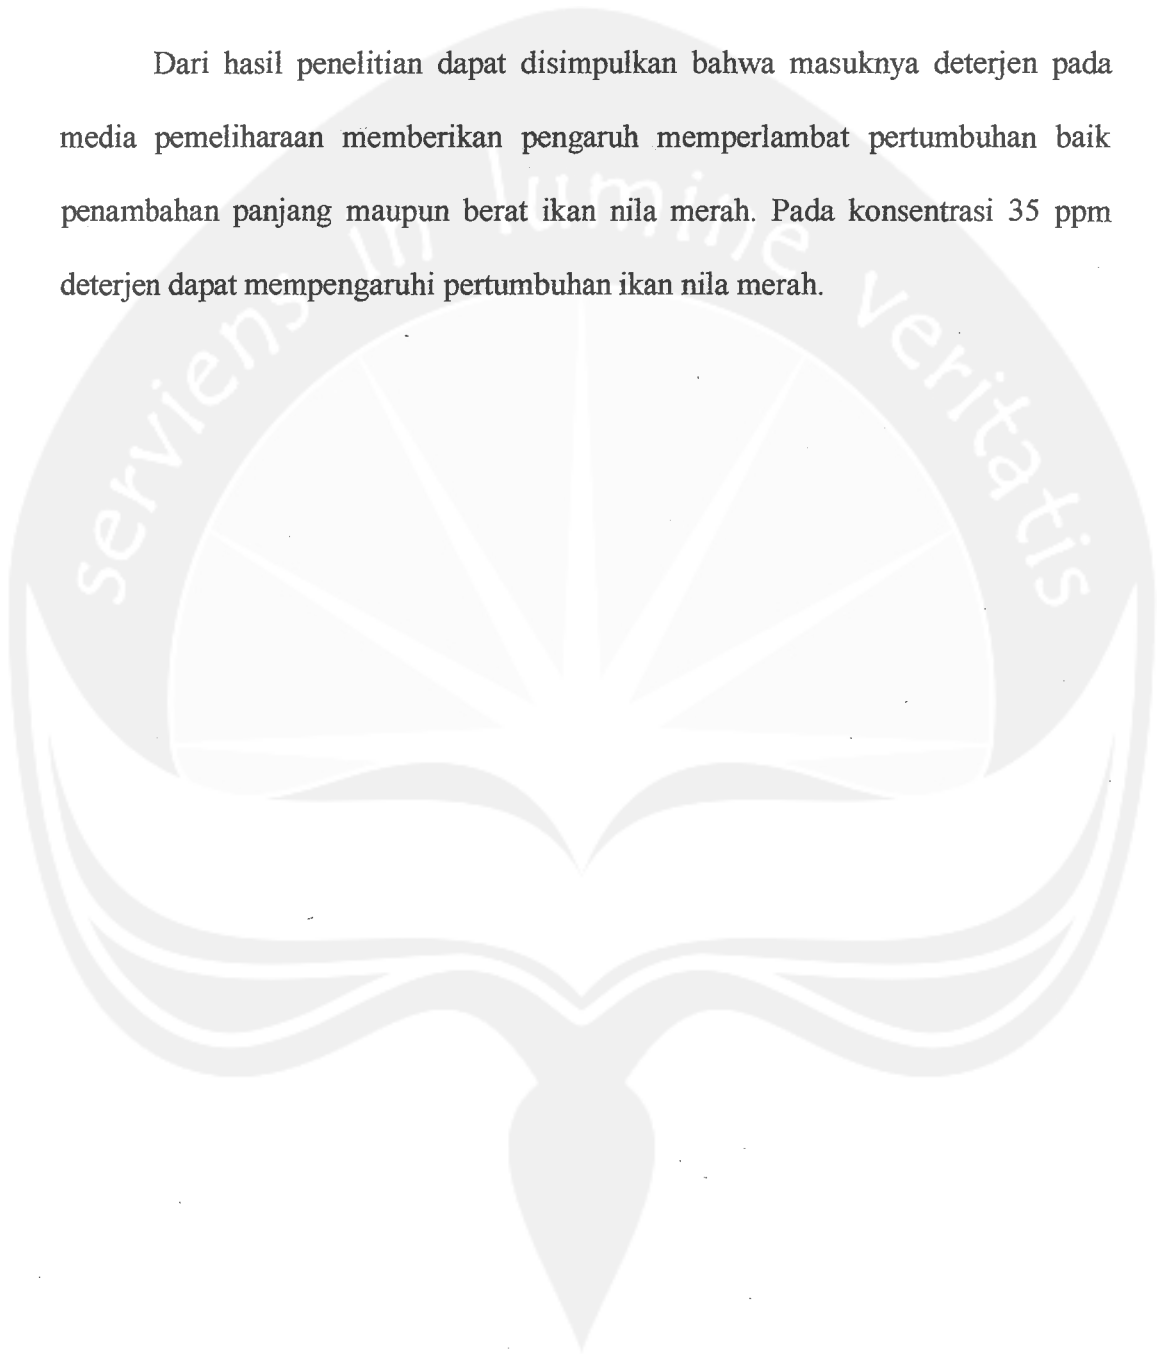 Dari hasil penelitian dapat disimpulkan bahwa masuknya deterjen pada
media pemeliharaan memberikan pengaruh memperlambat pertumbuhan baik
penambahan panjang maupun berat ikan nila merah. Pada konsentrasi 35 ppm
deterjen dapat mempengaruhi pertumbuhan ikan nila merah.
serviens in lumine veritatis